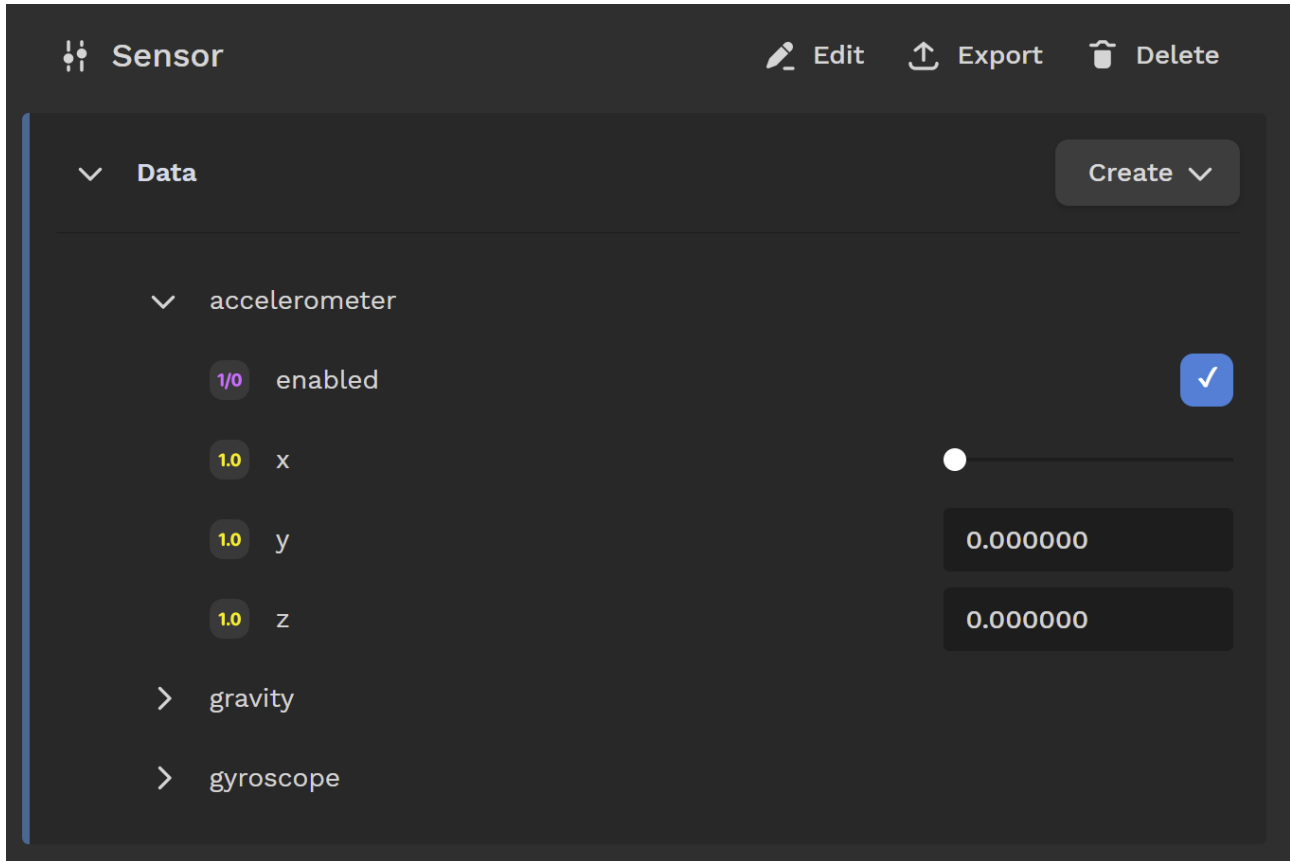 Sensor Edit Export Delete
Data Create
accelerometer
1/0 enabled
1.0 x
1.0 y 0.000000
1.0 z 0.000000
gravity
gyroscope